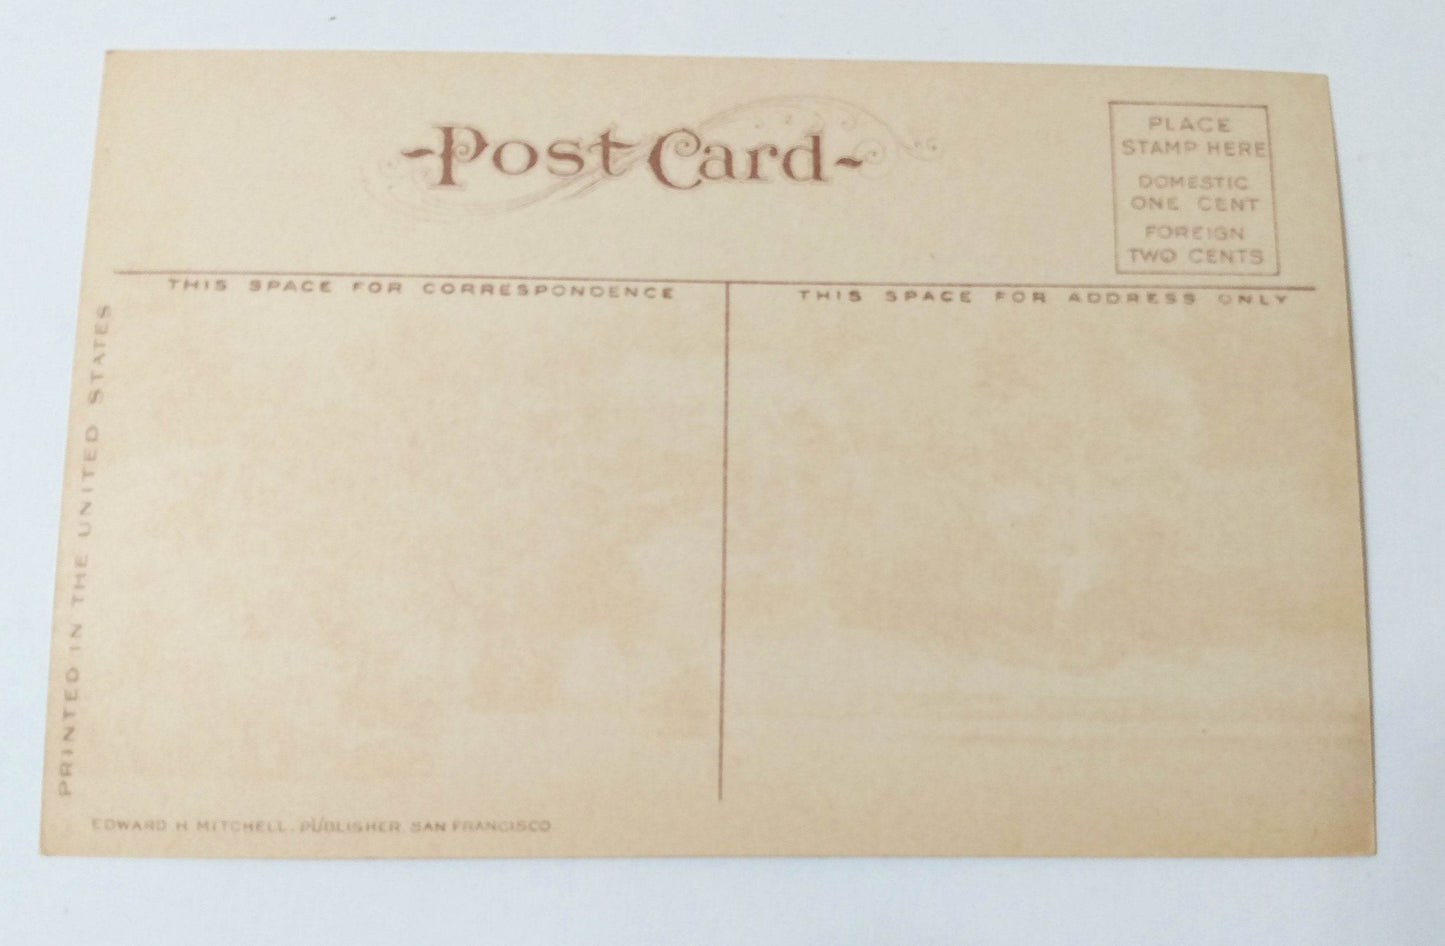 -Post Card-
PLACE
STAMP HERE
DOMESTIC
ONE CENT
FOREIGN
TWO CENTS
THIS SPACE FOR CORRESPONDENCE
THIS SPACE FOR ADDRESS ONLY
PRINTED IN THE UNITED STATES
EDWARD H. MITCHELL, PUBLISHER, SAN FRANCISCO